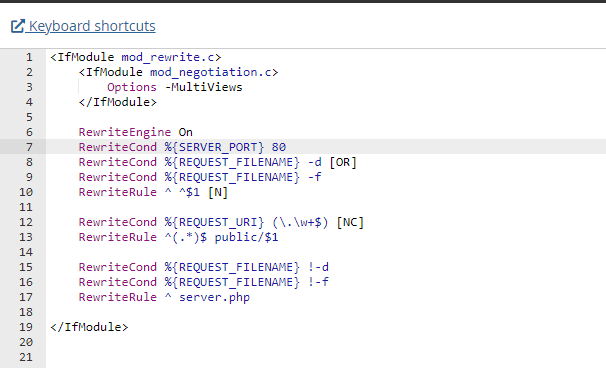 Keyboard shortcuts
1 <IfModule mod_rewrite.c>
2     <IfModule mod_negotiation.c>
3         Options -MultiViews
4     </IfModule>
5
6     RewriteEngine On
7     RewriteCond %{SERVER_PORT} 80
8     RewriteCond %{REQUEST_FILENAME} -d [OR]
9     RewriteCond %{REQUEST_FILENAME} -f
10     RewriteRule ^ ^$1 [N]
11
12     RewriteCond %{REQUEST_URI} (\.\w+$) [NC]
13     RewriteRule ^(.*)$ public/$1
14
15     RewriteCond %{REQUEST_FILENAME} !-d
16     RewriteCond %{REQUEST_FILENAME} !-f
17     RewriteRule ^ server.php
18
19 </IfModule>
20
21